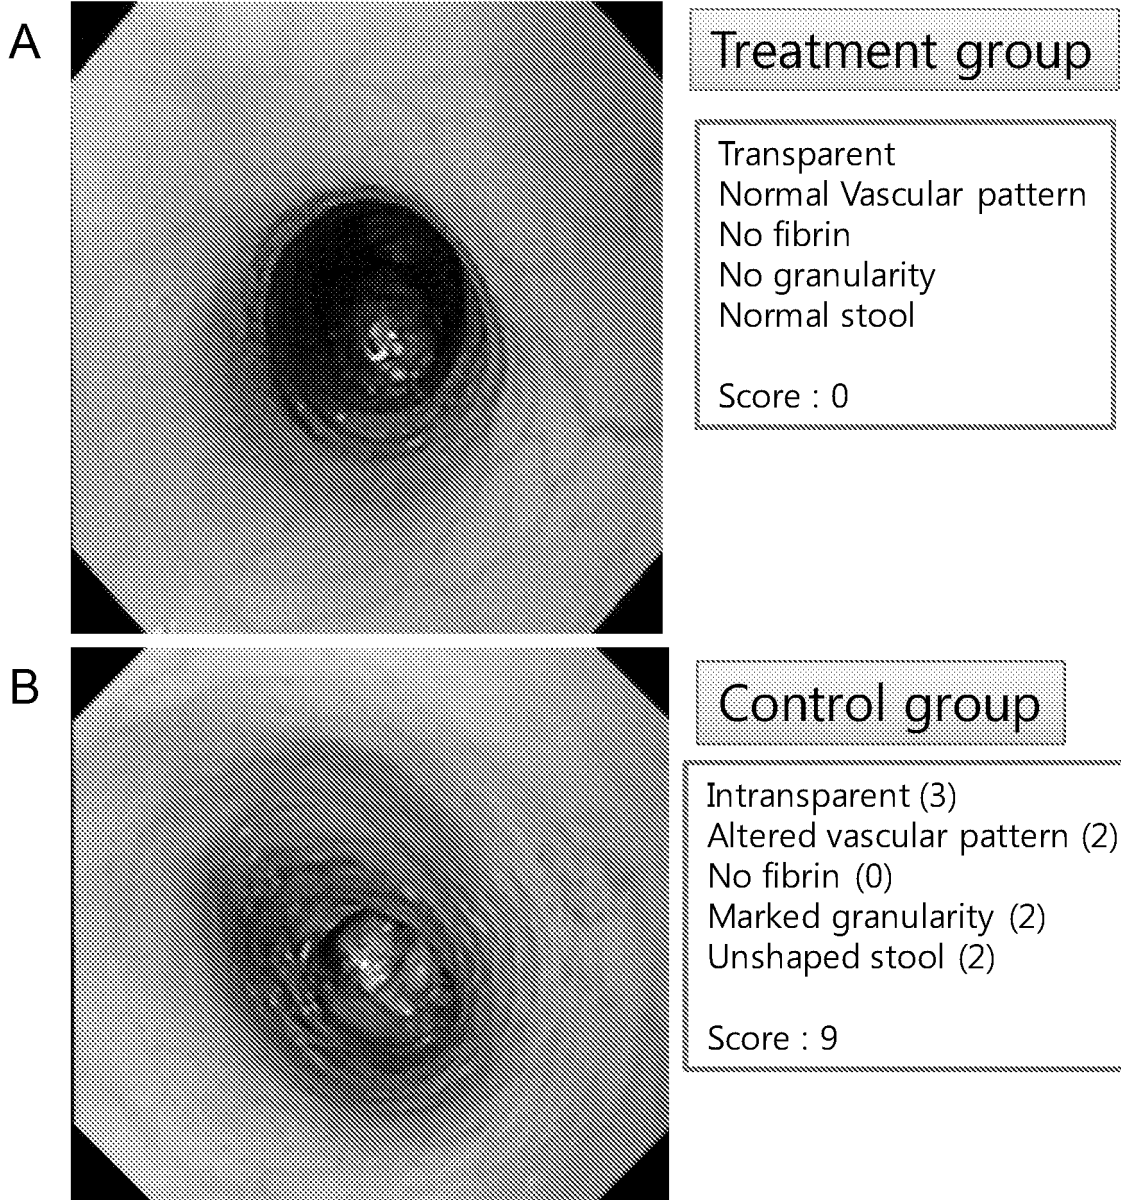 A
Treatment group
Transparent
Normal Vascular pattern
No fibrin
No granularity
Normal stool
Score : 0
B
Control group
Intransparent (3)
Altered vascular pattern (2)
No fibrin (0)
Marked granularity (2)
Unshaped stool (2)
Score : 9